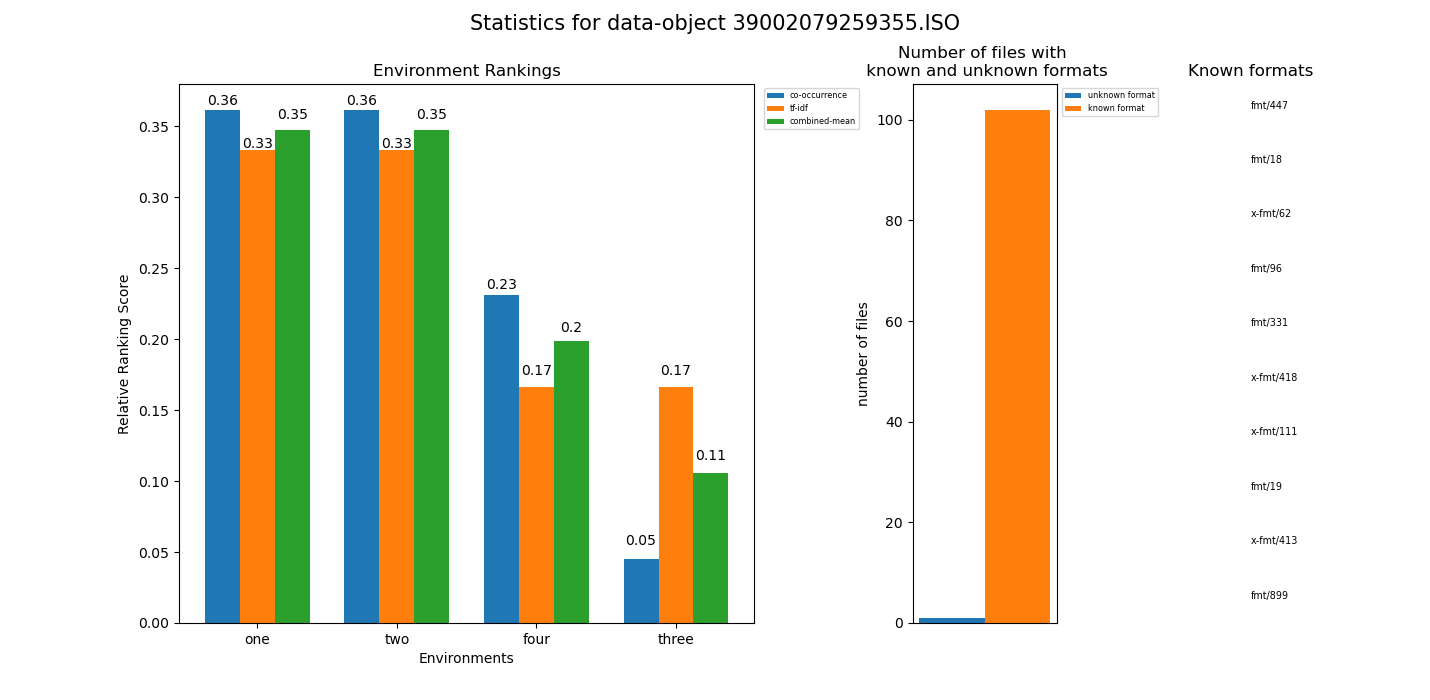 Statistics for data-object 39002079259355.ISO
Environment Rankings
0.36
0.33
0.35
0.36
0.33
0.35
0.23
0.17
0.2
0.05
0.17
0.11
0.35
0.30
0.25
0.20
0.15
0.10
0.05
0.00
Relative Ranking Score
one
two
four
three
Environments
co-occurrence
tf-idf
combined-mean
Number of files with
known and unknown formats
100
80
60
40
20
0
number of files
unknown format
known format
Known formats
fmt/447
fmt/18
x-fmt/62
fmt/96
fmt/331
x-fmt/418
x-fmt/111
fmt/19
x-fmt/413
fmt/899